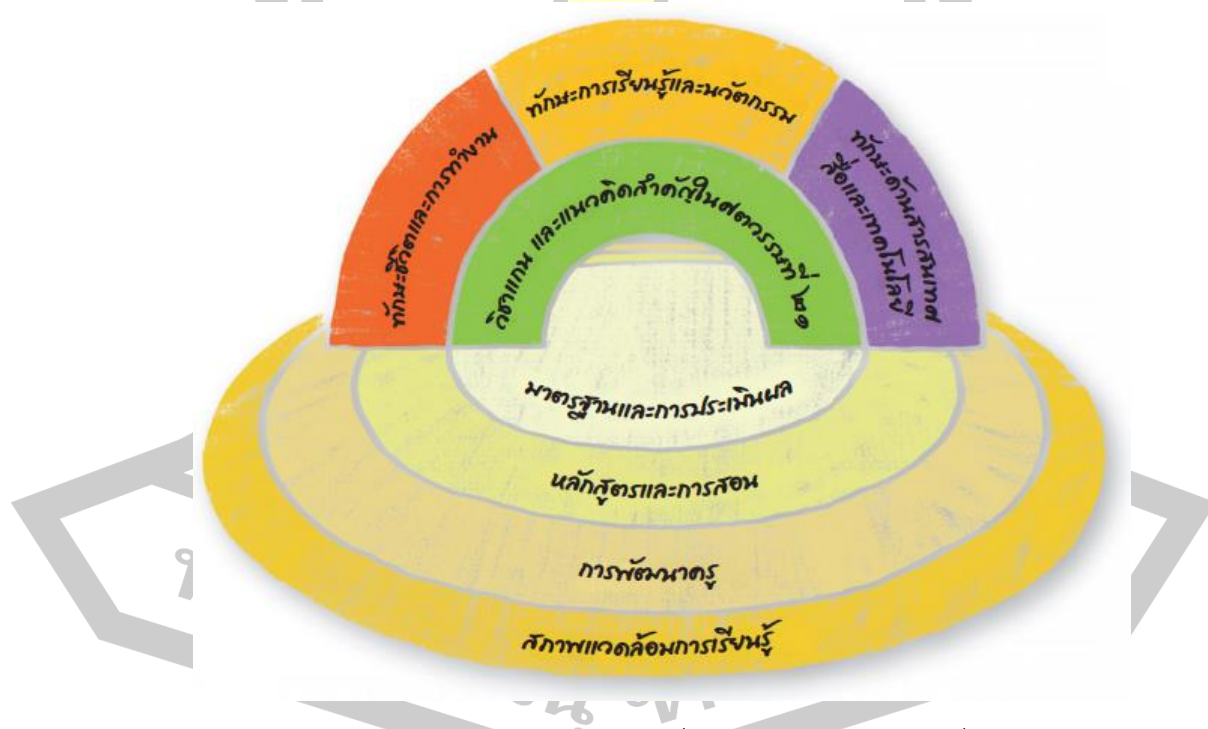 ทักษะการเรียนรู้และนวัตกรรม
ทักษะชีวิตและการทำงาน
ทักษะด้านสารสนเทศ
สื่อและเทคโนโลยี
วิชาแกน และแนวคิดสำคัญในศตวรรษที่ ๒๑
มาตรฐานและการประเมินผล
หลักสูตรและการสอน
การพัฒนาครู
สภาพแวดล้อมการเรียนรู้